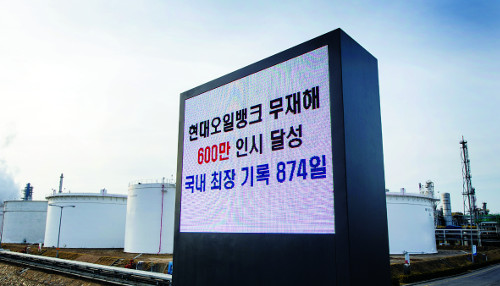 현대오일뱅크 무재해
600만 인시 달성
국내 최장 기록 874일